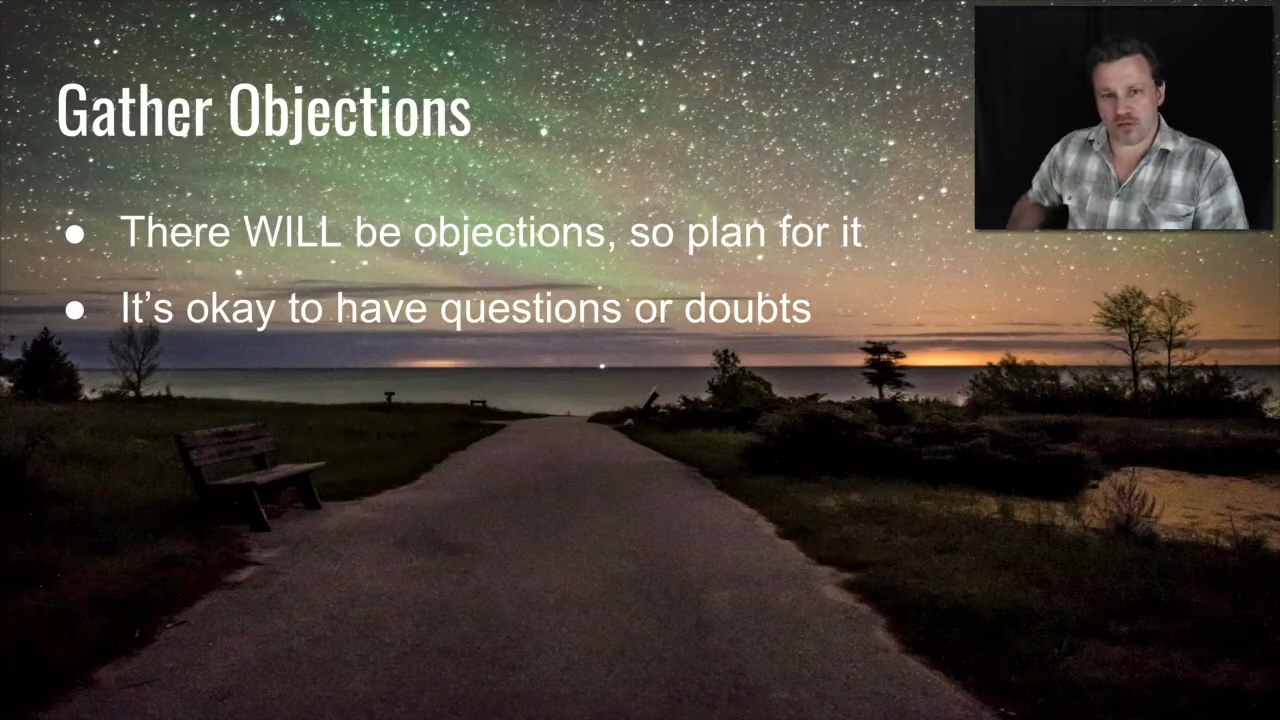 Gather Objections
● There WILL be objections, so plan for it
● It’s okay to have questions or doubts